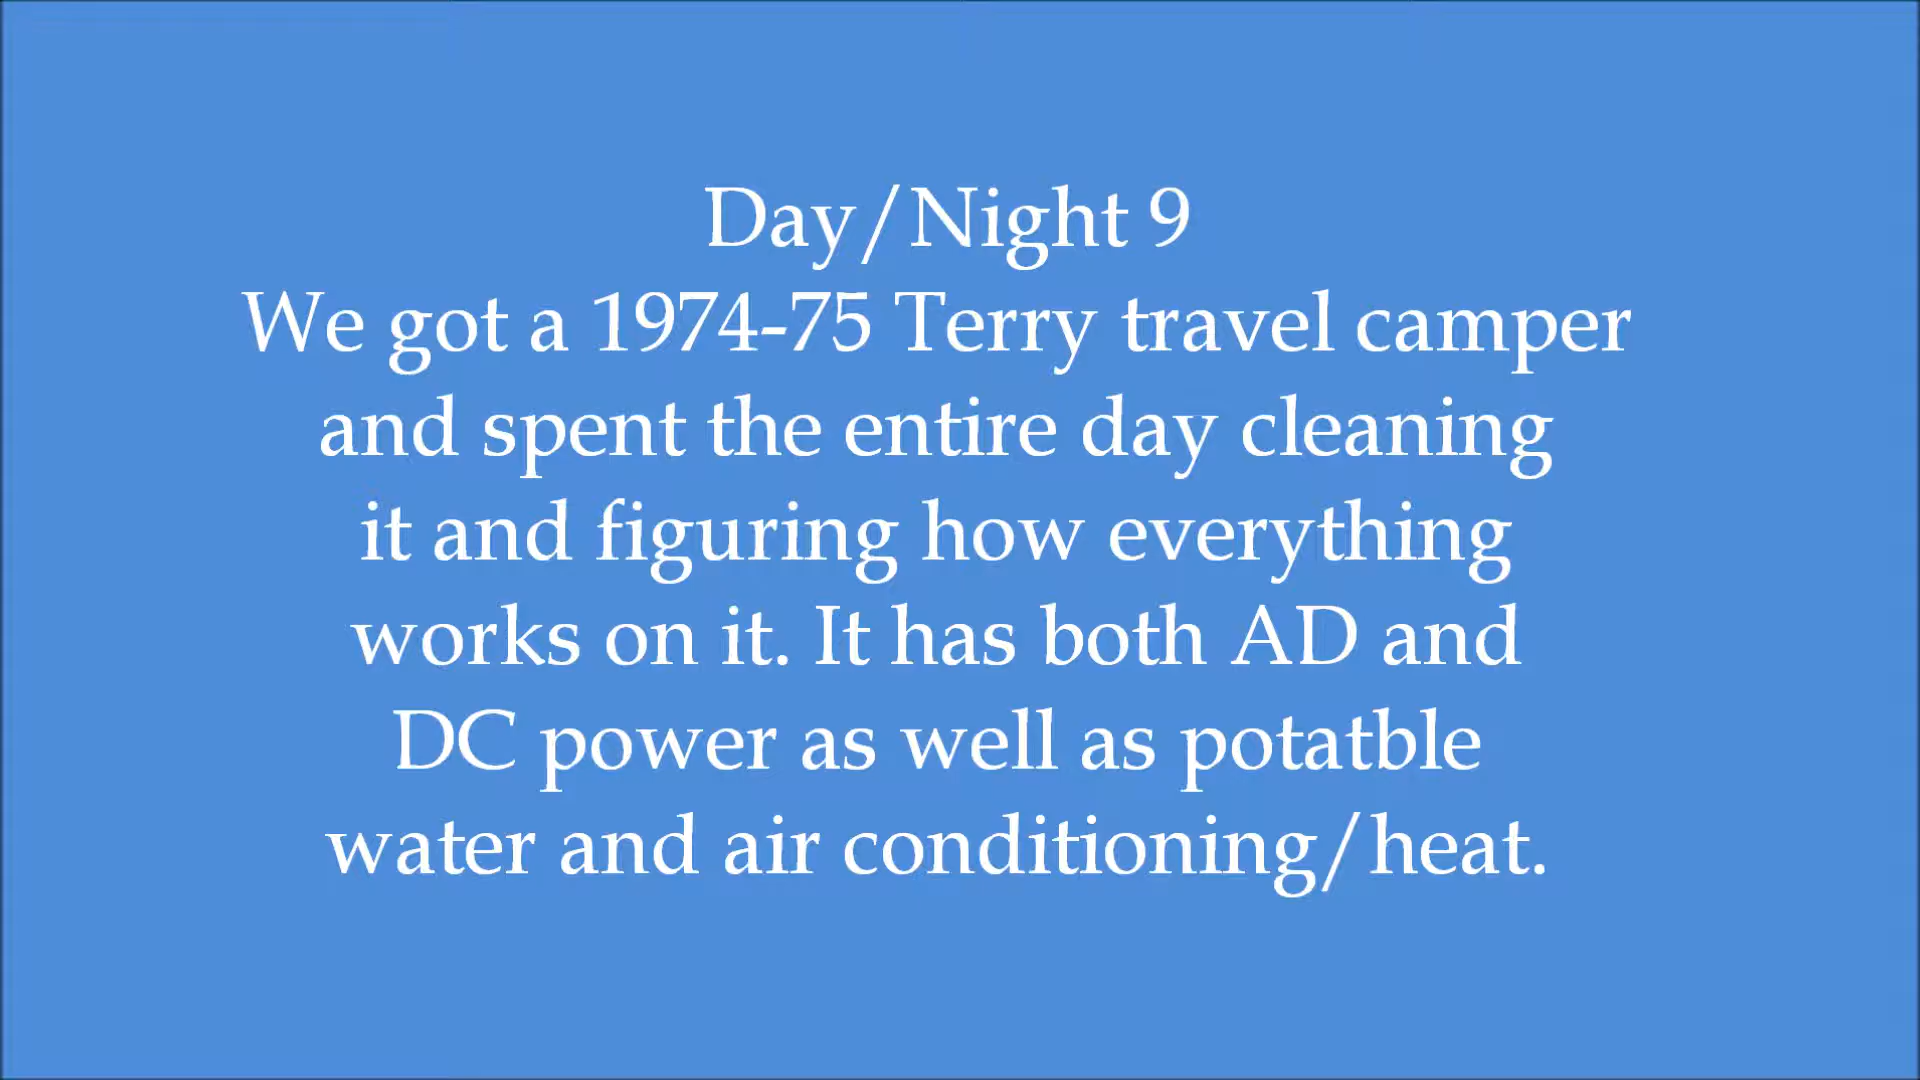 Day/Night 9
We got a 1974-75 Terry travel camper
and spent the entire day cleaning
it and figuring how everything
works on it. It has both AD and
DC power as well as potatble
water and air conditioning/heat.